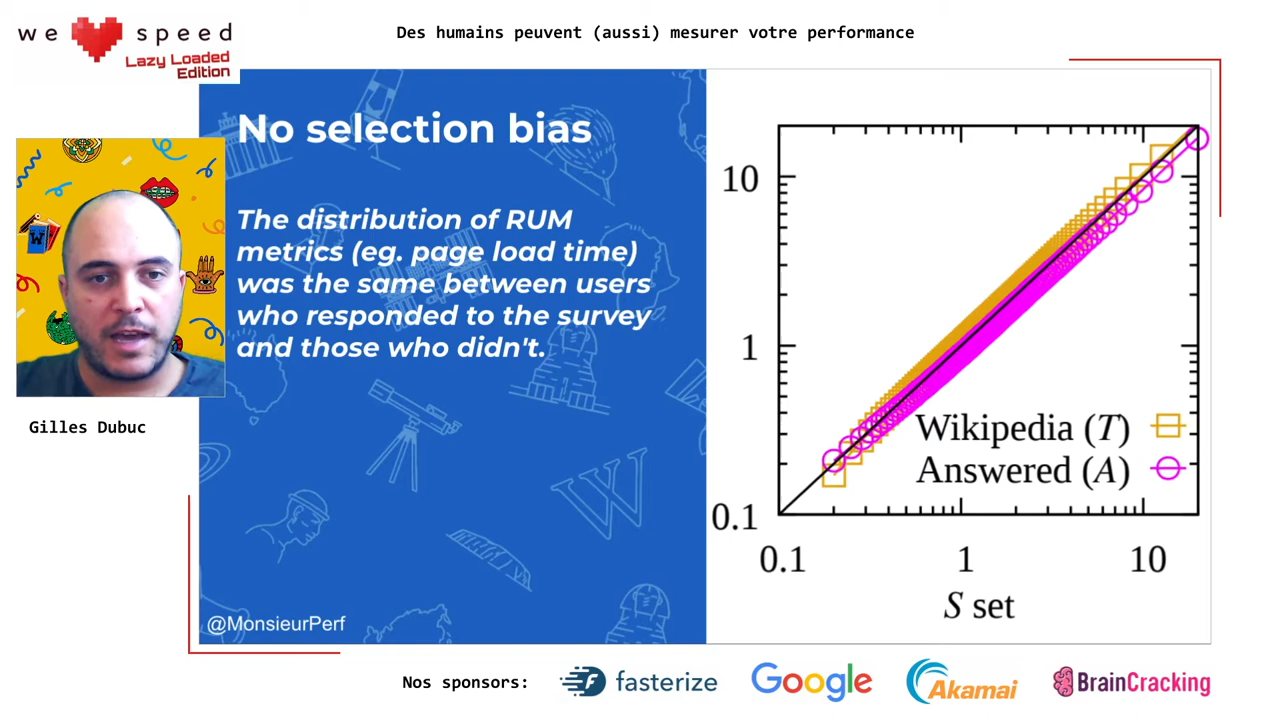 we speed
Lazy Loaded
Edition
Des humains peuvent (aussi) mesurer votre performance
No selection bias
The distribution of RUM
metrics (eg. page load time)
was the same between users
who responded to the survey
and those who didn't.
@MonsieurPerf
W
W
Gilles Dubuc
10
1
0.1
Wikipedia (T)
Answered (A)
0.1 1 10
S set
Nos sponsors:
fasterize
Google
Akamai
BrainCracking